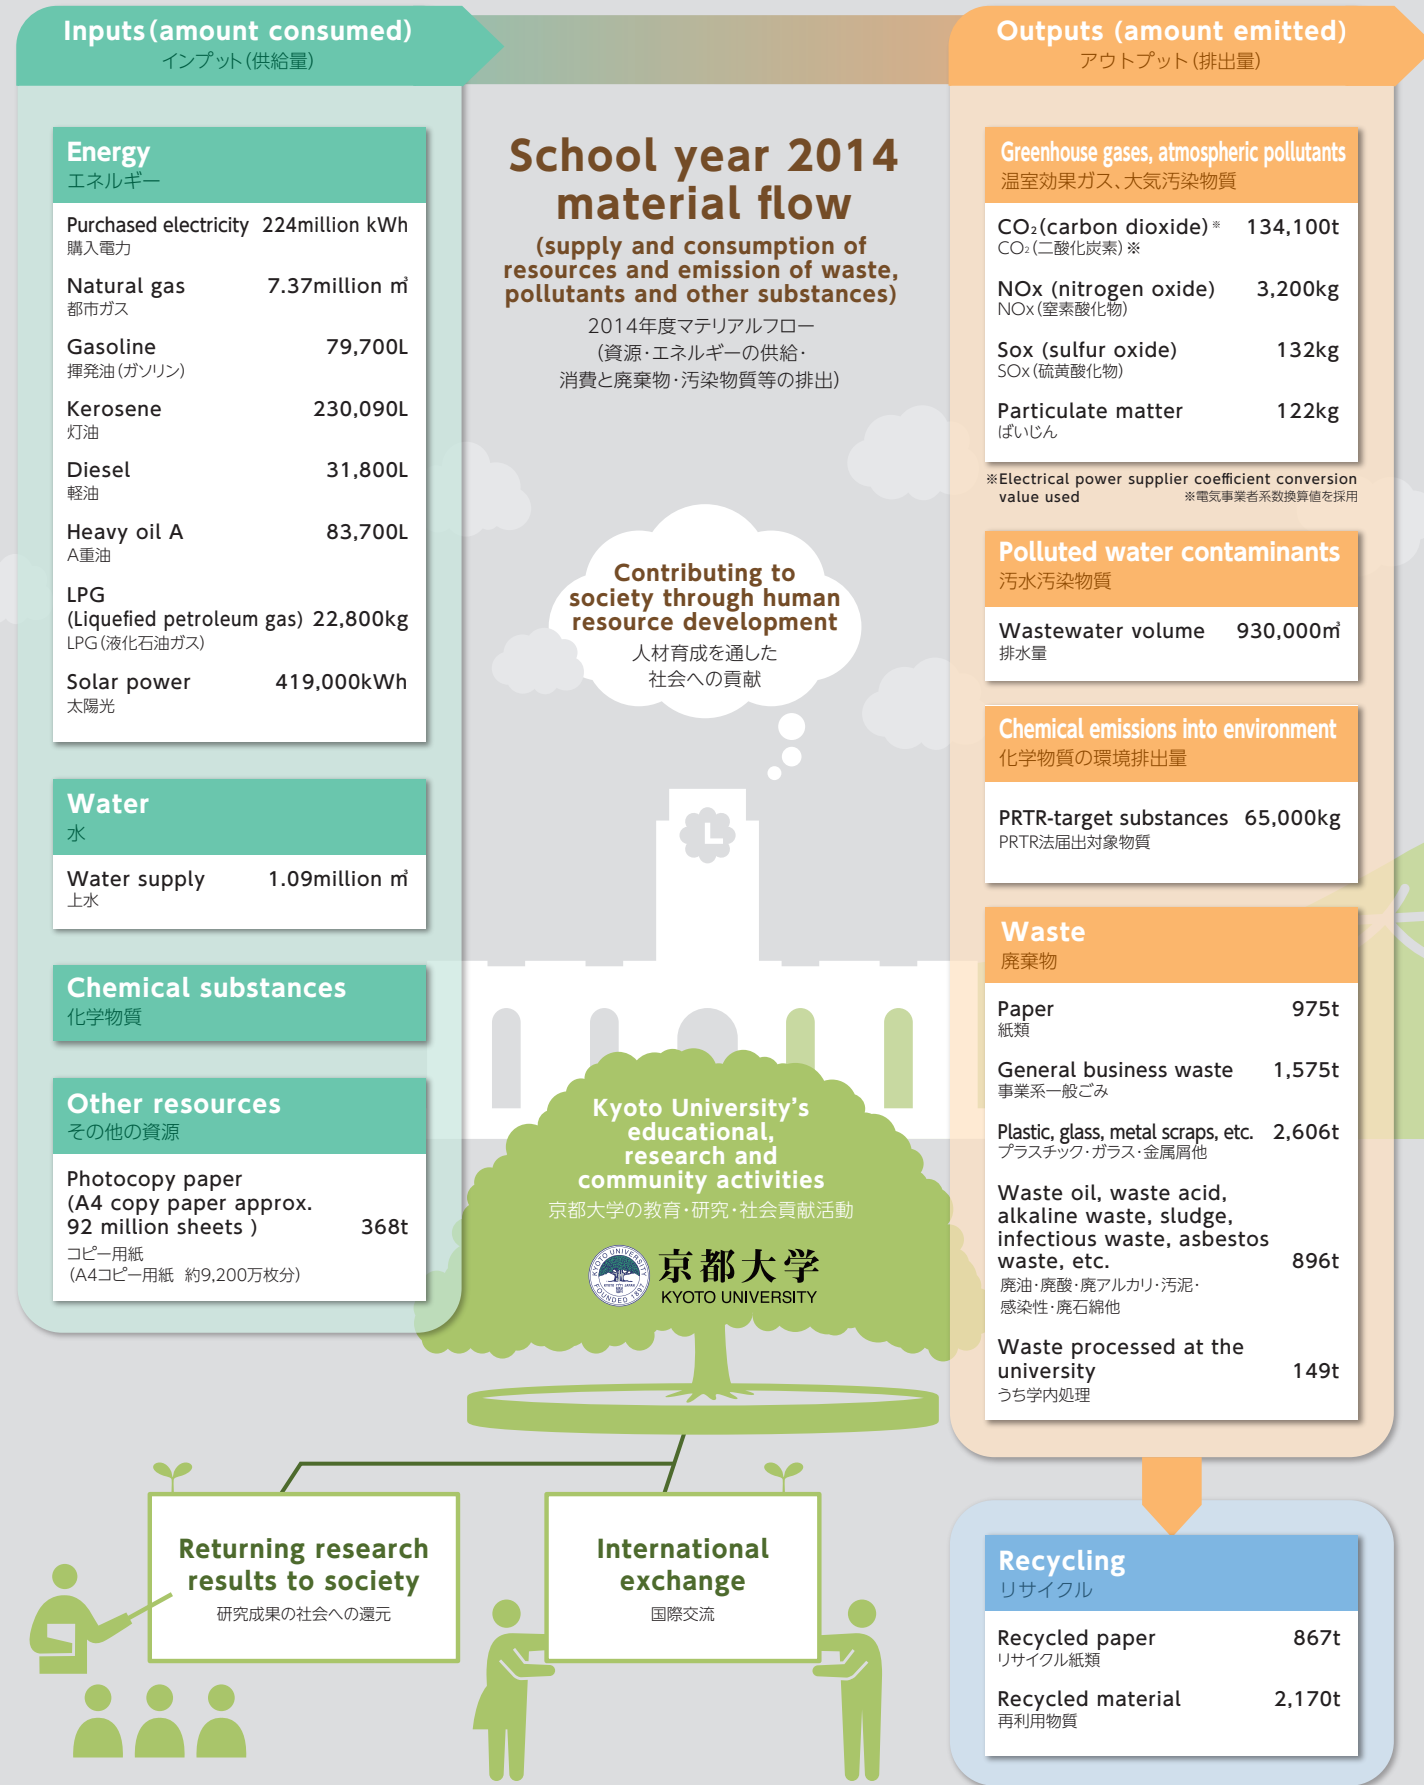 Inputs(amount consumed)
インプット(供給量)
Energy
エネルギー
Purchased electricity 224million kWh
購入電力
Natural gas 7.37million ㎥
都市ガス
Gasoline 79,700L
揮発油(ガソリン)
Kerosene 230,090L
灯油
Diesel 31,800L
軽油
Heavy oil A 83,700L
A重油
LPG
(Liquefied petroleum gas) 22,800kg
LPG(液化石油ガス)
Solar power 419,000kWh
太陽光
Water
水
Water supply 1.09million ㎥
上水
Chemical substances
化学物質
Other resources
その他の資源
Photocopy paper
(A4 copy paper approx.
92 million sheets ) 368t
コピー用紙
(A4コピー用紙 約9,200万枚分)
School year 2014
material flow
(supply and consumption of
resources and emission of waste,
pollutants and other substances)
2014年度マテリアルフロー
(資源・エネルギーの供給・
消費と廃棄物・汚染物質等の排出)
Contributing to
society through human
resource development
人材育成を通した
社会への貢献
Kyoto University's
educational,
research and
community activities
京都大学の教育・研究・社会貢献活動
KYOTO UNIVERSITY
FOUNDED 1897
京都大学
KYOTO UNIVERSITY
Returning research
results to society
研究成果の社会への還元
International
exchange
国際交流
Outputs (amount emitted)
アウトプット(排出量)
Greenhouse gases, atmospheric pollutants
温室効果ガス、大気汚染物質
CO₂(carbon dioxide)※ 134,100t
CO₂(二酸化炭素)※
NOx (nitrogen oxide) 3,200kg
NOx(窒素酸化物)
Sox (sulfur oxide) 132kg
SOx(硫黄酸化物)
Particulate matter 122kg
ばいじん
※Electrical power supplier coefficient conversion
value used ※電気事業者系数換算値を採用
Polluted water contaminants
汚水汚染物質
Wastewater volume 930,000㎥
排水量
Chemical emissions into environment
化学物質の環境排出量
PRTR-target substances 65,000kg
PRTR法届出対象物質
Waste
廃棄物
Paper 975t
紙類
General business waste 1,575t
事業系一般ごみ
Plastic, glass, metal scraps, etc. 2,606t
プラスチック・ガラス・金属屑他
Waste oil, waste acid,
alkaline waste, sludge,
infectious waste, asbestos
waste, etc. 896t
廃油・廃酸・廃アルカリ・汚泥・
感染性・廃石綿他
Waste processed at the
university 149t
うち学内処理
Recycling
リサイクル
Recycled paper 867t
リサイクル紙類
Recycled material 2,170t
再利用物質